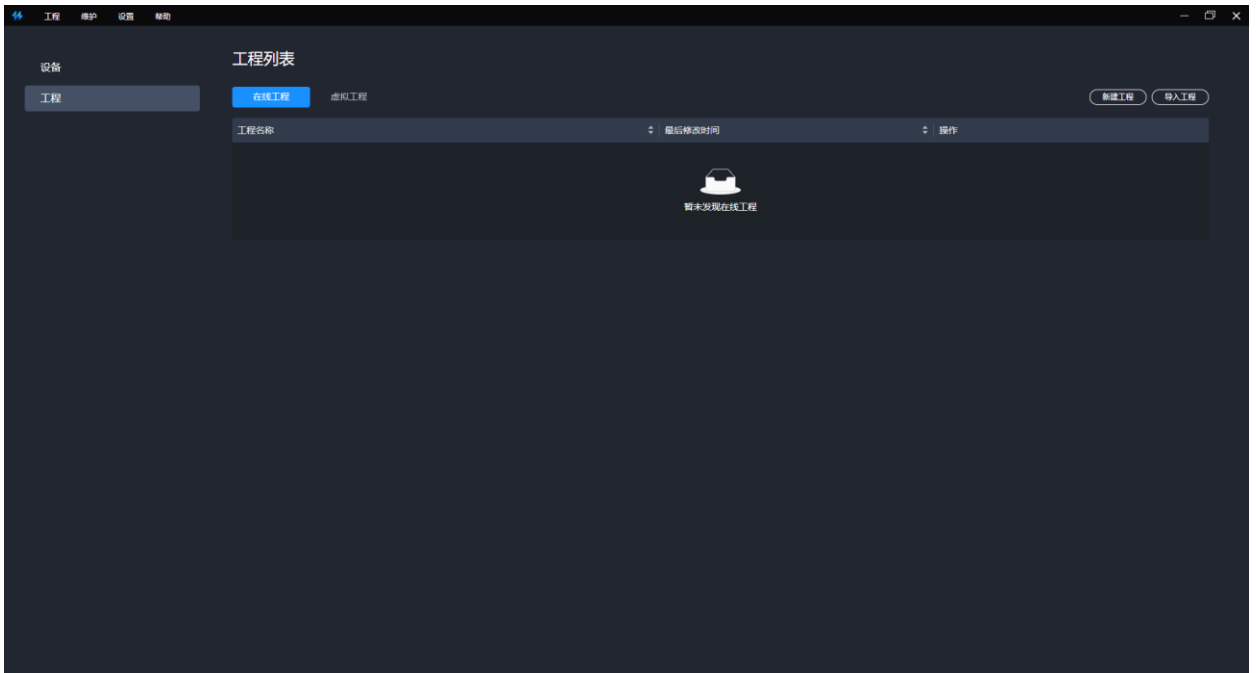 工程 维护 设置 帮助
设备
工程
工程列表
在线工程 虚拟工程 新建工程 导入工程
工程名称 最后修改时间 操作
暂未发现在线工程